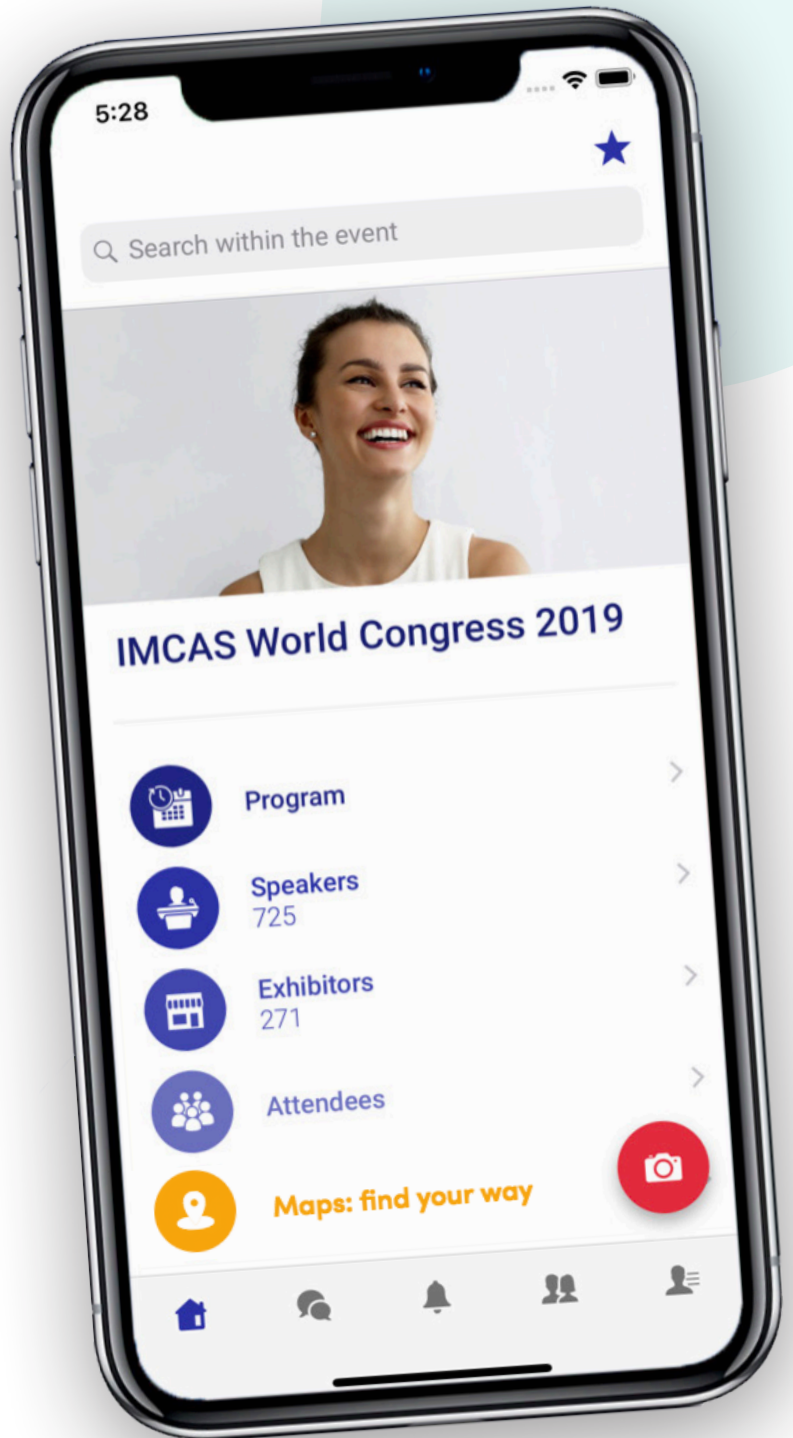 5:28
Search within the event
IMCAS World Congress 2019
Program
Speakers
725
Exhibitors
271
Attendees
Maps: find your way